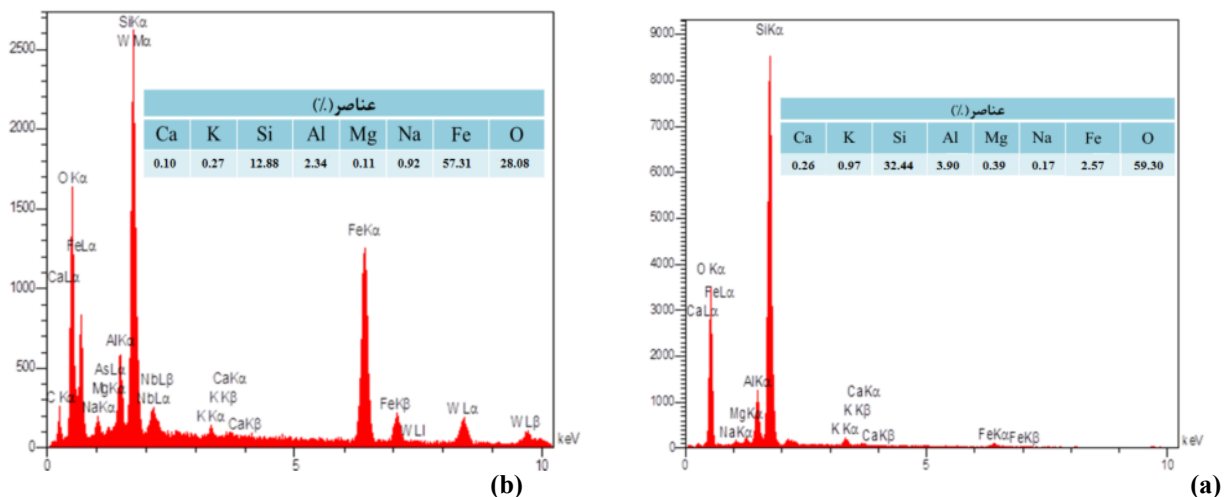 SiKα
W Mα
2500
2000
1500
1000
500
0
عناصر(٪)
Ca K Si Al Mg Na Fe O
0.10 0.27 12.88 2.34 0.11 0.92 57.31 28.08
O Kα
FeLα
CaLα
AlKα
AsLα
MgKα
C Kα
NaKα
NbLβ
NbLα
CaKα
K Kβ
K Kα
CaKβ
FeKα
FeKβ
W Ll
W Lα
W Lβ
keV
0 5 10
(b)
SiKα
9000
8000
7000
6000
5000
4000
3000
2000
1000
0
عناصر(٪)
Ca K Si Al Mg Na Fe O
0.26 0.97 32.44 3.90 0.39 0.17 2.57 59.30
O Kα
FeLα
CaLα
AlKα
MgKα
NaKα
CaKα
K Kβ
K Kα
CaKβ
FeKα
FeKβ
keV
0 5 10
(a)